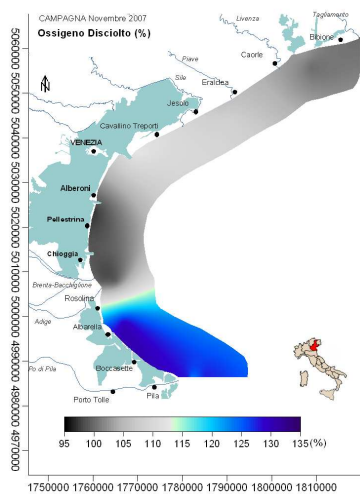 CAMPAGNA Novembre 2007
Ossigeno Disciolto (%)
Tagliamento
Livenza
Bibione
Piave
Caorle
Sile
Eraldea
Jesolo
Cavallino Treporti
VENEZIA
Alberoni
Pellestrina
Chioggia
Brenta-Bacchiglione
Rosolina
Adige
Albarella
Po di Pila
Boccasette
Porto Tolle
Pila
N
95 100 105 110 115 120 125 130 135 (%)
5060000
5050000
5040000
5030000
5020000
5010000
5000000
4990000
4980000
4970000
1750000 1760000 1770000 1780000 1790000 1800000 1810000